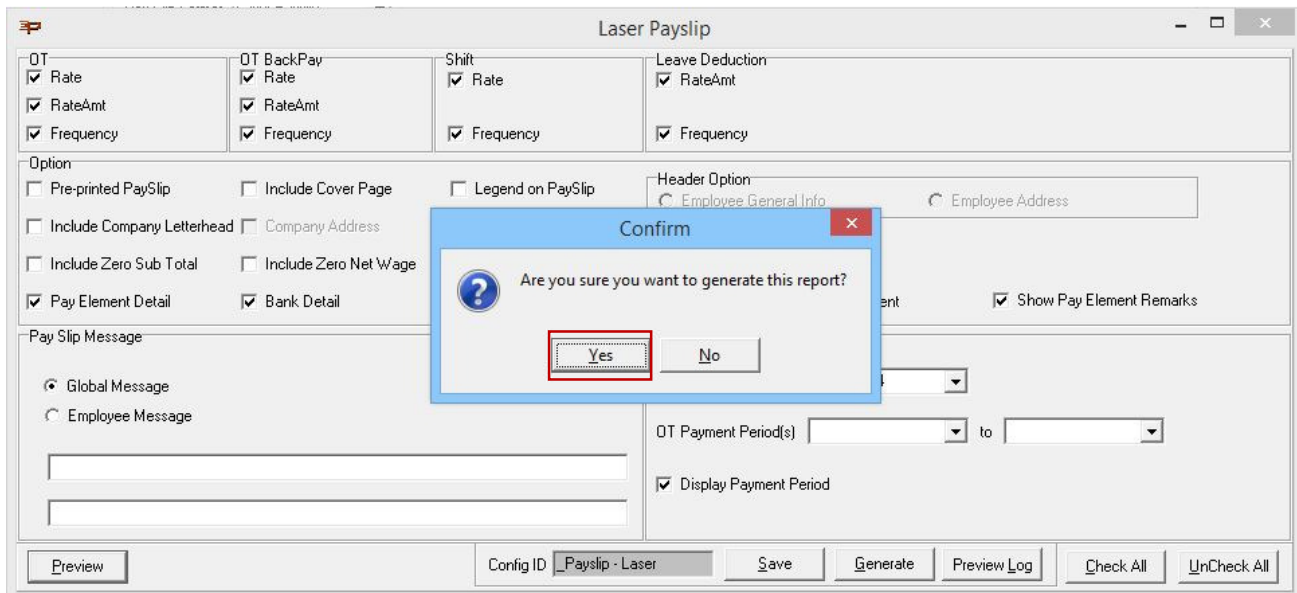 Laser Payslip
OT OT BackPay Shift Leave Deduction
Rate Rate Rate RateAmt
RateAmt RateAmt
Frequency Frequency Frequency Frequency
Option
Pre-printed PaySlip Include Cover Page Legend on PaySlip Header Option
Employee General Info Employee Address
Include Company Letterhead Company Address
Confirm
Include Zero Sub Total Include Zero Net Wage
Are you sure you want to generate this report?
Pay Element Detail Bank Detail Show Pay Element Remarks
Pay Slip Message
Yes No
Global Message
Employee Message
OT Payment Period(s) to
Display Payment Period
Preview Config ID _Payslip - Laser Save Generate Preview Log Check All UnCheck All